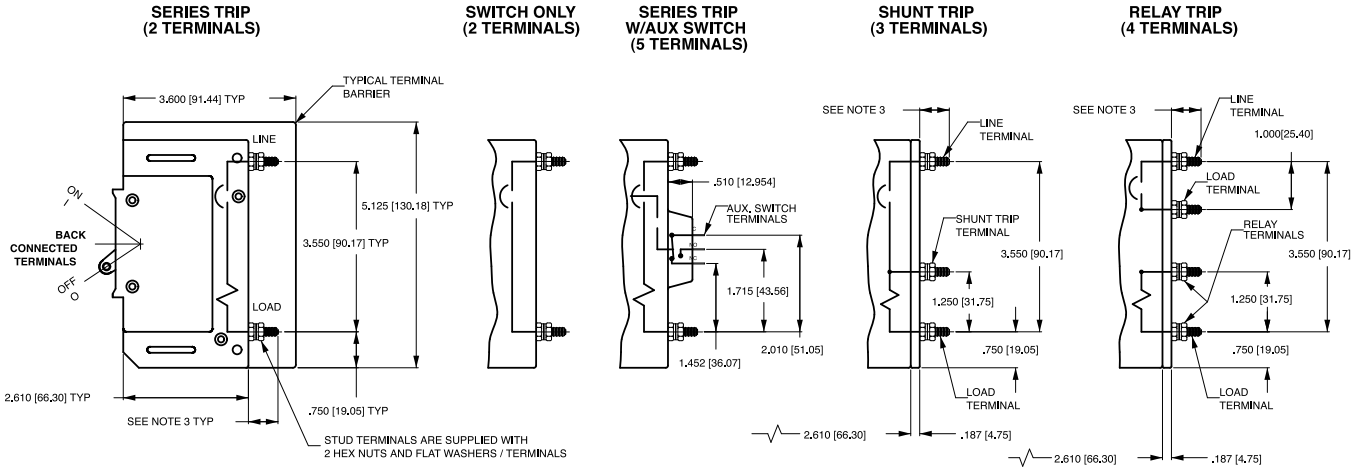 SERIES TRIP
(2 TERMINALS)
SWITCH ONLY
(2 TERMINALS)
SERIES TRIP
W/AUX SWITCH
(5 TERMINALS)
SHUNT TRIP
(3 TERMINALS)
RELAY TRIP
(4 TERMINALS)
3.600 [91.44] TYP
TYPICAL TERMINAL
BARRIER
LINE
5.125 [130.18] TYP
3.550 [90.17] TYP
ON
I
BACK
CONNECTED
TERMINALS
OFF
O
LOAD
2.610 [66.30] TYP
SEE NOTE 3 TYP
.750 [19.05] TYP
STUD TERMINALS ARE SUPPLIED WITH
2 HEX NUTS AND FLAT WASHERS / TERMINALS
.510 [12.954]
AUX. SWITCH
TERMINALS
C
NO
NC
1.715 [43.56]
2.010 [51.05]
1.452 [36.07]
SEE NOTE 3
LINE
TERMINAL
SHUNT TRIP
TERMINAL
3.550 [90.17]
1.250 [31.75]
.750 [19.05]
LOAD
TERMINAL
2.610 [66.30]
.187 [4.75]
SEE NOTE 3
LINE
TERMINAL
1.000[25.40]
LOAD
TERMINAL
RELAY
TERMINALS
3.550 [90.17]
1.250 [31.75]
.750 [19.05]
LOAD
TERMINAL
2.610 [66.30]
.187 [4.75]